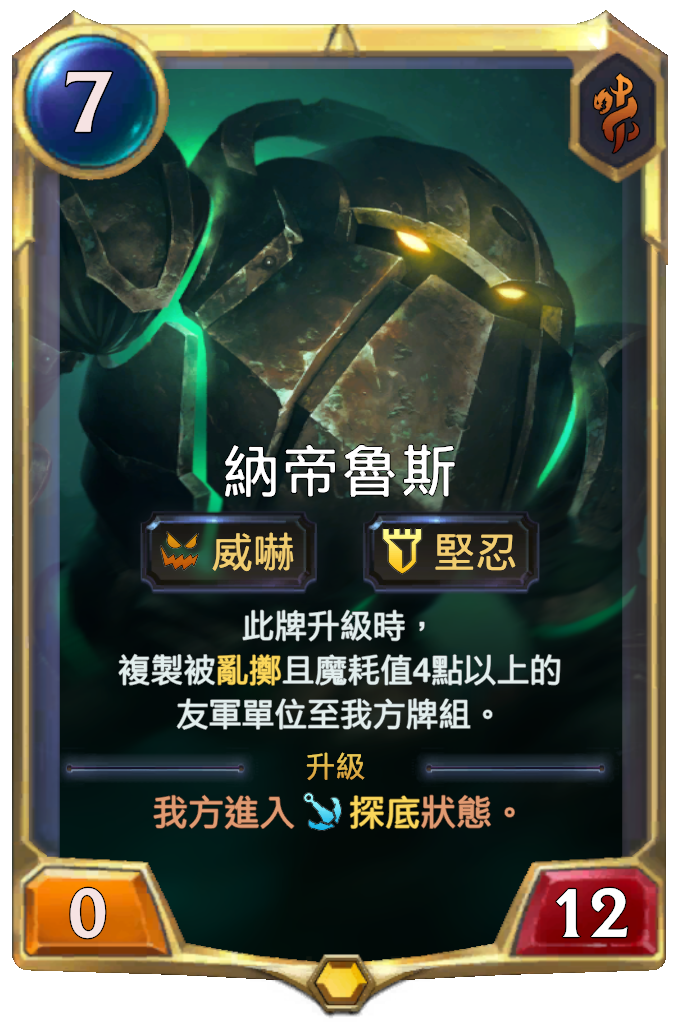 7
納帝魯斯
威嚇 堅忍
此牌升級時，
複製被亂擲且魔耗值4點以上的
友軍單位至我方牌組。
升級
我方進入探底狀態。
0
12